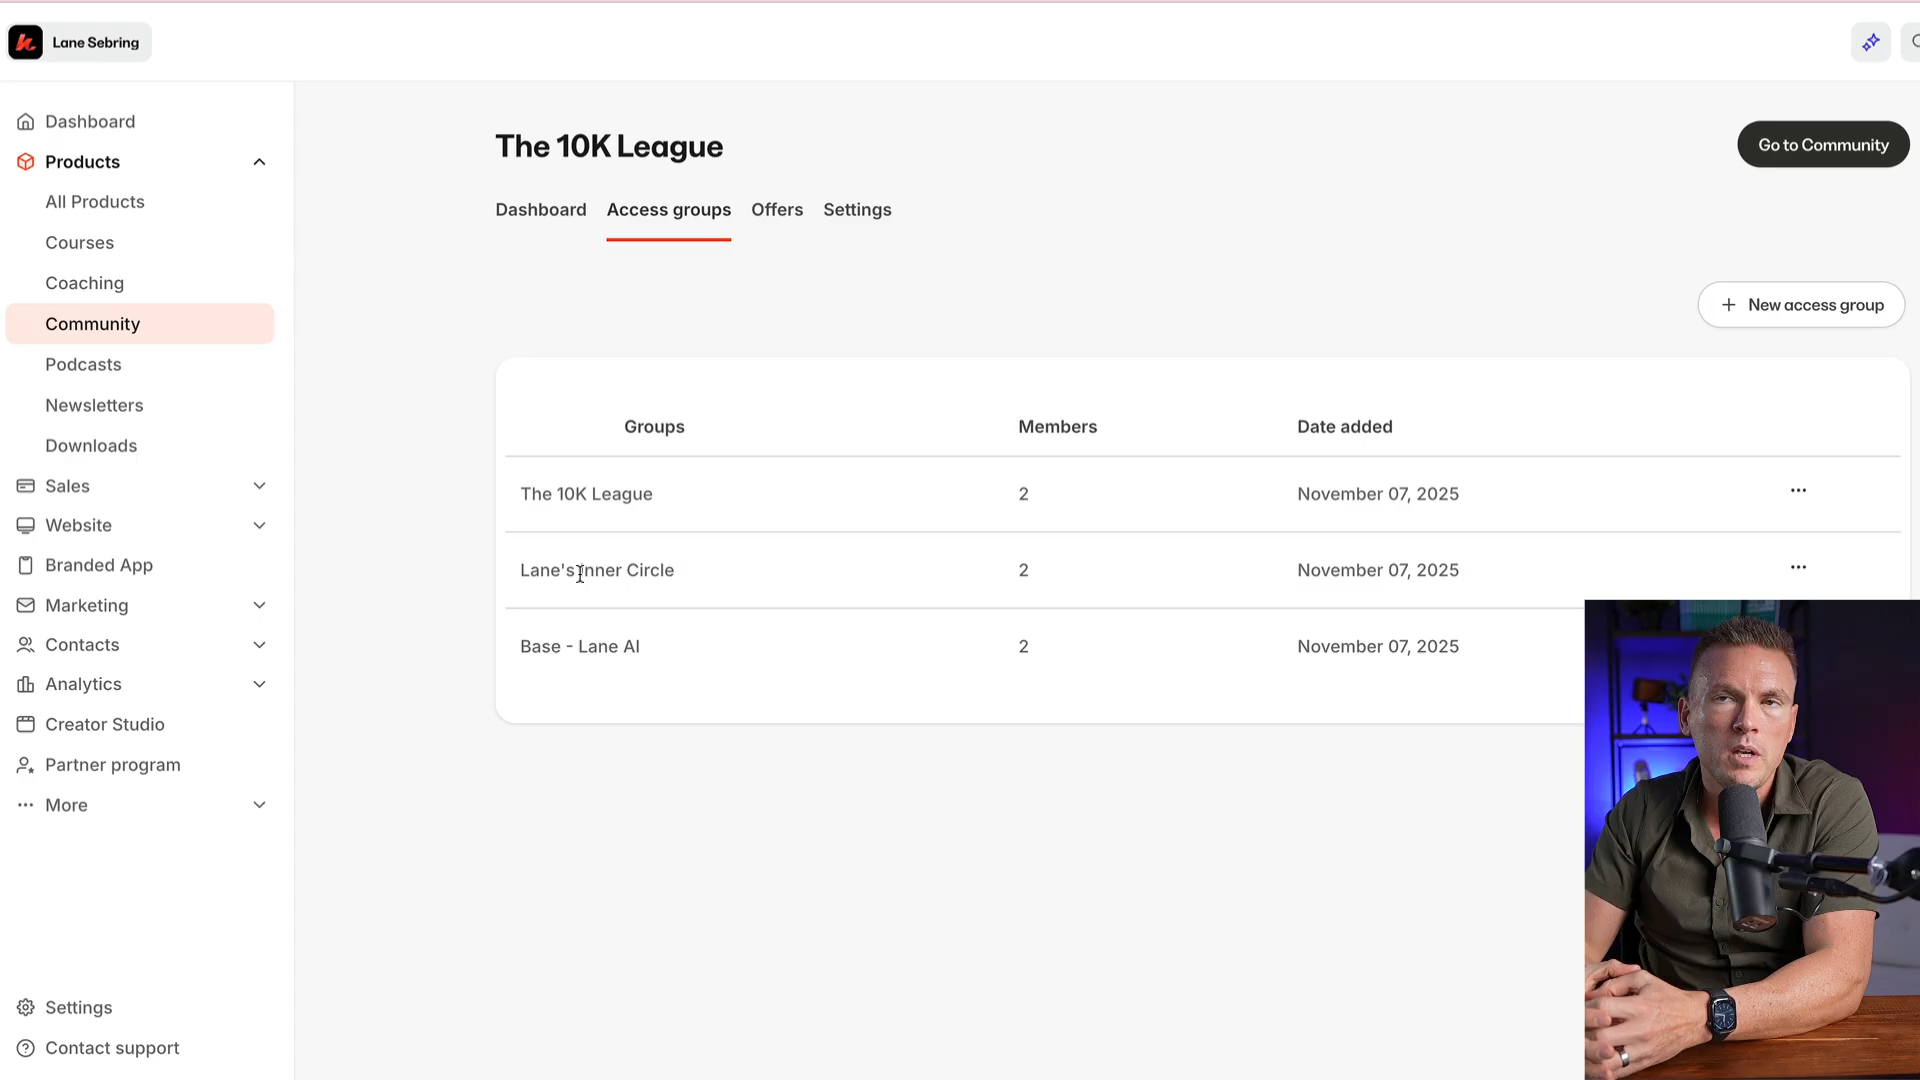 Lane Sebring
Dashboard
Products
All Products
Courses
Coaching
Community
Podcasts
Newsletters
Downloads
Sales
Website
Branded App
Marketing
Contacts
Analytics
Creator Studio
Partner program
More
Settings
Contact support
The 10K League
Go to Community
Dashboard Access groups Offers Settings
+ New access group
Groups Members Date added
The 10K League 2 November 07, 2025
Lane's Inner Circle 2 November 07, 2025
Base - Lane AI 2 November 07, 2025